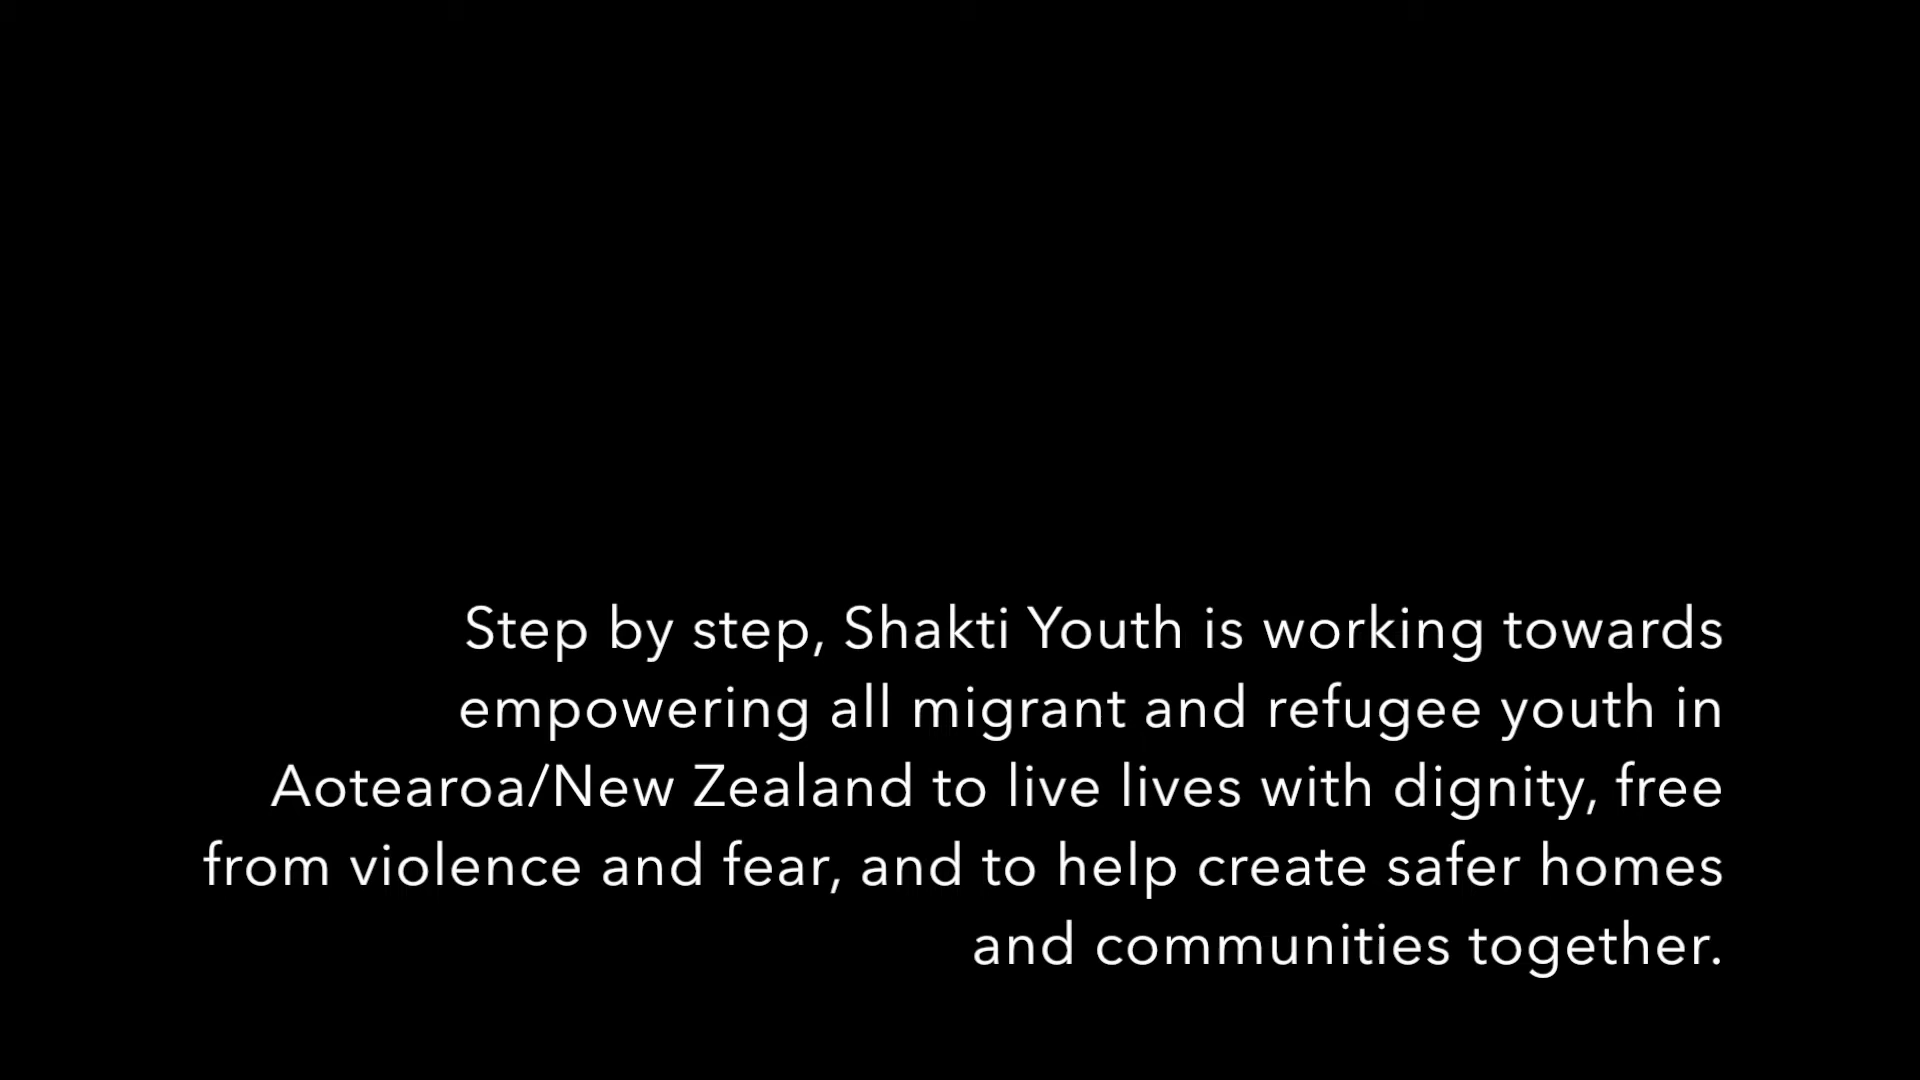 Step by step, Shakti Youth is working towards
empowering all migrant and refugee youth in
Aotearoa/New Zealand to live lives with dignity, free
from violence and fear, and to help create safer homes
and communities together.